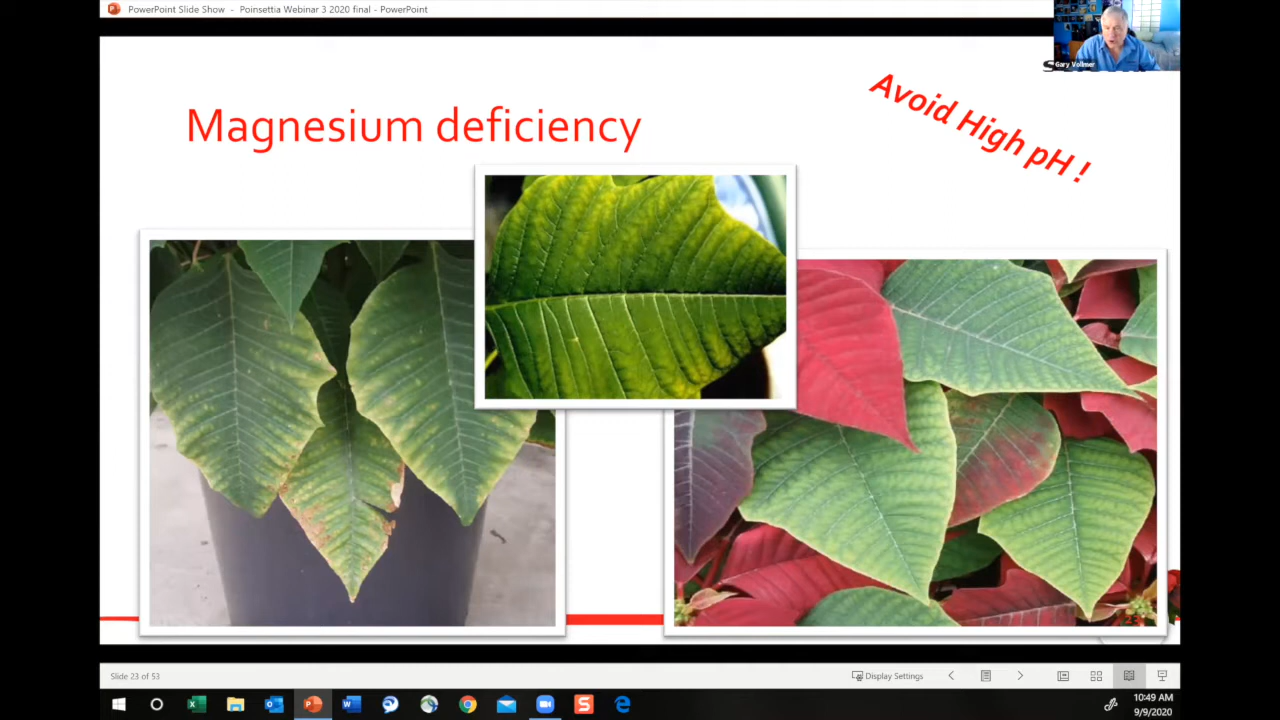 PowerPoint Slide Show - Poinsettia Webinar 3 2020 final - PowerPoint
Gary Vollmer
Avoid High pH !
Magnesium deficiency
Slide 23 of 53
Display Settings
10:49 AM
9/9/2020